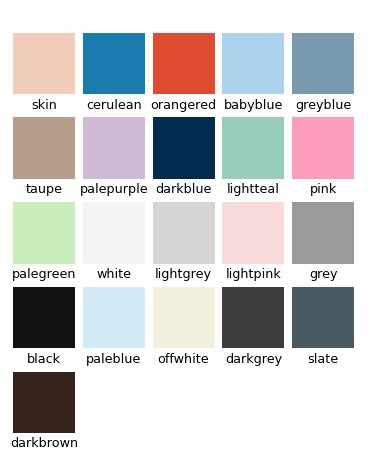 skin cerulean orangered babyblue greyblue
taupe palepurple darkblue lightteal pink
palegreen white lightgrey lightpink grey
black paleblue offwhite darkgrey slate
darkbrown